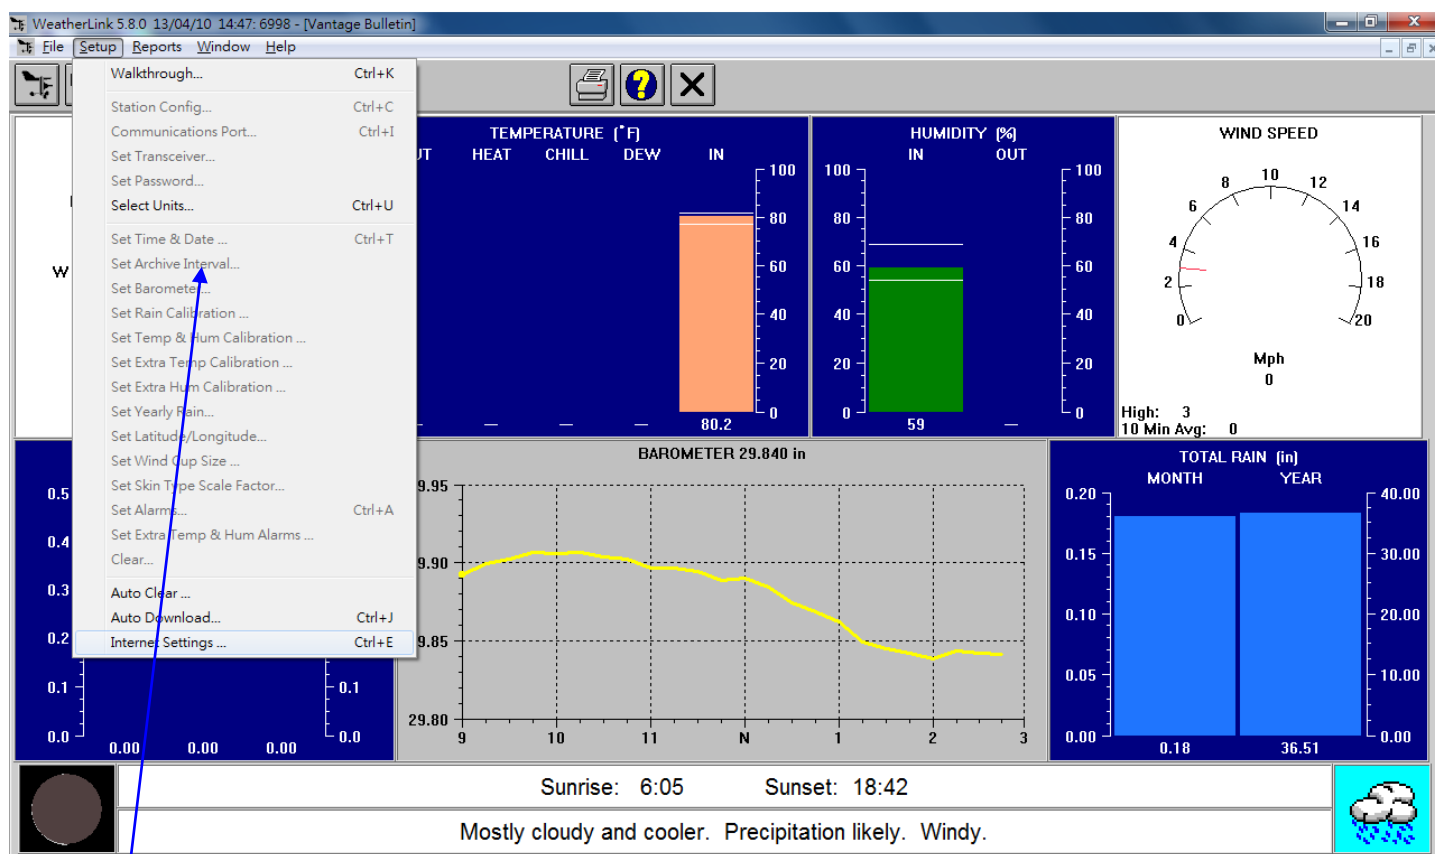 WeatherLink 5.8.0  13/04/10  14:47: 6998 - [Vantage Bulletin]
File Setup Reports Window Help
Walkthrough... Ctrl+K
Station Config... Ctrl+C
Communications Port... Ctrl+I
Set Transceiver...
Set Password...
Select Units... Ctrl+U
Set Time & Date ... Ctrl+T
Set Archive Interval...
Set Barometer...
Set Rain Calibration ...
Set Temp & Hum Calibration ...
Set Extra Temp Calibration ...
Set Extra Hum Calibration ...
Set Yearly Rain...
Set Latitude/Longitude...
Set Wind Cup Size ...
Set Skin Type Scale Factor...
Set Alarms... Ctrl+A
Set Extra Temp & Hum Alarms ...
Clear...
Auto Clear ...
Auto Download... Ctrl+J
Internet Settings ... Ctrl+E
W
TEMPERATURE (°F)
HEAT CHILL DEW IN
100
80
60
40
20
0
— — — — 80.2
HUMIDITY (%)
IN OUT
100 100
80 80
60 60
40 40
20 20
0 0
59 —
WIND SPEED
0 2 4 6 8 10 12 14 16 18 20
Mph
0
High: 3
10 Min Avg: 0
0.5
0.4
0.3
0.2
0.1 0.1
0.0 0.0
0.00 0.00 0.00
BAROMETER 29.840 in
9.95
9.90
9.85
29.80
9 10 11 N 1 2 3
TOTAL RAIN (in)
MONTH YEAR
0.20 40.00
0.15 30.00
0.10 20.00
0.05 10.00
0.00 0.00
0.18 36.51
Sunrise: 6:05 Sunset: 18:42
Mostly cloudy and cooler. Precipitation likely. Windy.